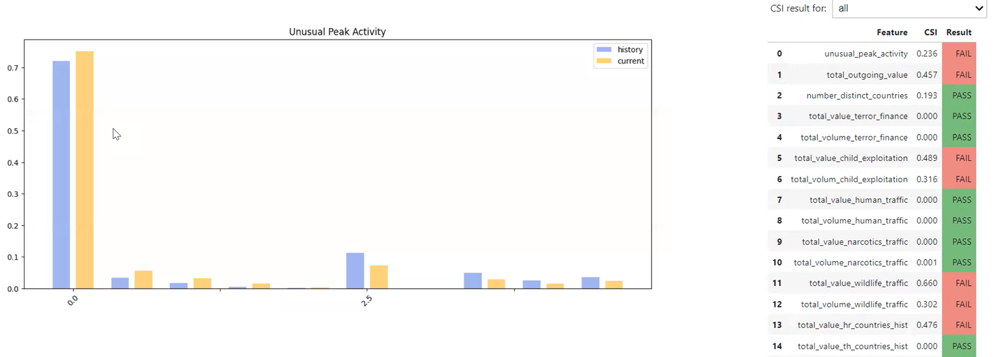 CSI result for: all
Unusual Peak Activity
history
current
0.7
0.6
0.5
0.4
0.3
0.2
0.1
0.0
0.0 2.5
Feature CSI Result
0 unusual_peak_activity 0.236 FAIL
1 total_outgoing_value 0.457 FAIL
2 number_distinct_countries 0.193 PASS
3 total_value_terror_finance 0.000 PASS
4 total_volume_terror_finance 0.000 PASS
5 total_value_child_exploitation 0.489 FAIL
6 total_volum_child_exploitation 0.316 FAIL
7 total_value_human_traffic 0.000 PASS
8 total_volume_human_traffic 0.000 PASS
9 total_value_narcotics_traffic 0.000 PASS
10 total_volume_narcotics_traffic 0.001 PASS
11 total_value_wildlife_traffic 0.660 FAIL
12 total_volume_wildlife_traffic 0.302 FAIL
13 total_value_hr_countries_hist 0.476 FAIL
14 total_value_th_countries_hist 0.000 PASS